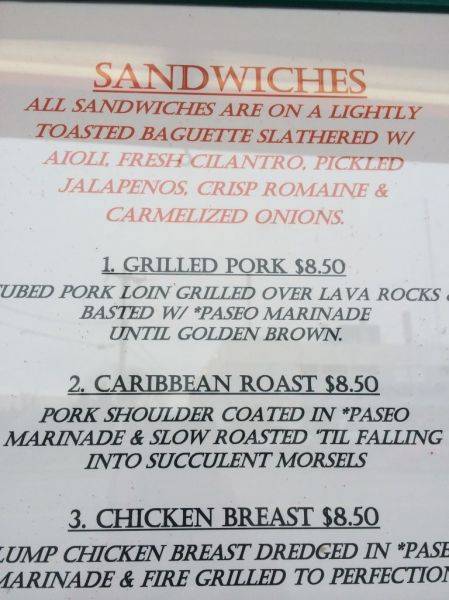 SANDWICHES
ALL SANDWICHES ARE ON A LIGHTLY
TOASTED BAGUETTE SLATHERED W/
AIOLI, FRESH CILANTRO, PICKLED
JALAPENOS, CRISP ROMAINE &
CARMELIZED ONIONS.
1. GRILLED PORK $8.50
UBED PORK LOIN GRILLED OVER LAVA ROCKS &
BASTED W/ *PASEO MARINADE
UNTIL GOLDEN BROWN.
2. CARIBBEAN ROAST $8.50
PORK SHOULDER COATED IN *PASEO
MARINADE & SLOW ROASTED 'TIL FALLING
INTO SUCCULENT MORSELS
3. CHICKEN BREAST $8.50
LUMP CHICKEN BREAST DREDGED IN *PASE
MARINADE & FIRE GRILLED TO PERFECTION